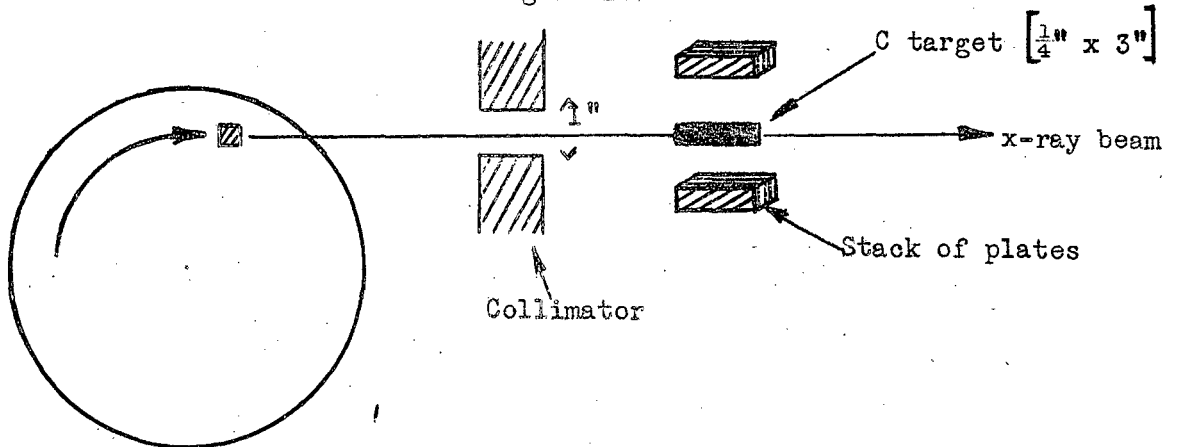 C target [¼" x 3"]
1"
x-ray beam
Stack of plates
Collimator